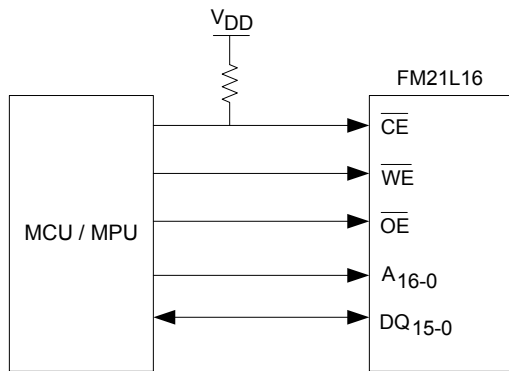 VDD
FM21L16
CE
WE
MCU / MPU
OE
A16-0
DQ15-0